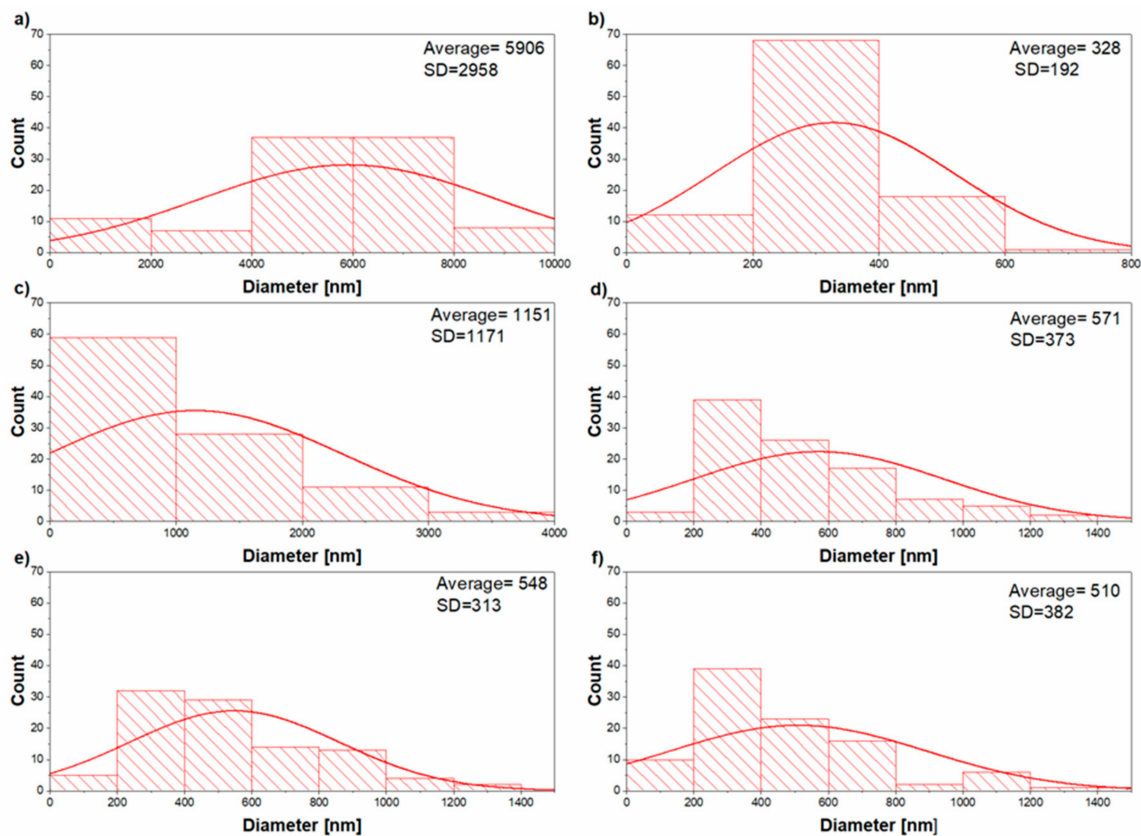 a)
70
60
50
40
30
20
10
0
Count
Average= 5906
SD=2958
0 2000 4000 6000 8000 10000
Diameter [nm]
b)
70
60
50
40
30
20
10
0
Count
Average= 328
SD=192
0 200 400 600 800
Diameter [nm]
c)
70
60
50
40
30
20
10
0
Count
Average= 1151
SD=1171
0 1000 2000 3000 4000
Diameter [nm]
d)
70
60
50
40
30
20
10
0
Count
Average= 571
SD=373
0 200 400 600 800 1000 1200 1400
Diameter [nm]
e)
70
60
50
40
30
20
10
0
Count
Average= 548
SD=313
0 200 400 600 800 1000 1200 1400
Diameter [nm]
f)
70
60
50
40
30
20
10
0
Count
Average= 510
SD=382
0 200 400 600 800 1000 1200 1400
Diameter [nm]